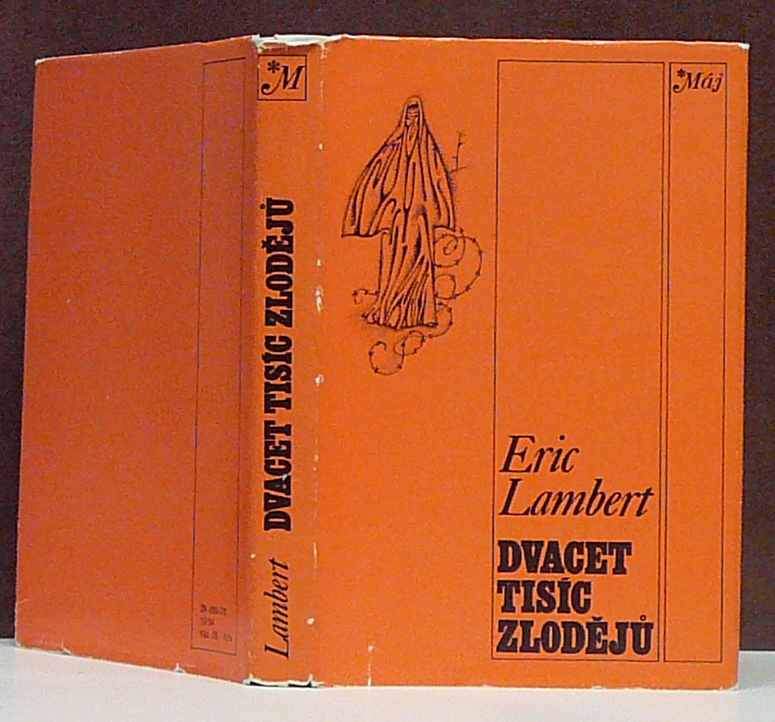 *M
Lambert DVACET TISÍC ZLODĚJŮ
*Máj
Eric
Lambert
DVACET
TISÍC
ZLODĚJŮ